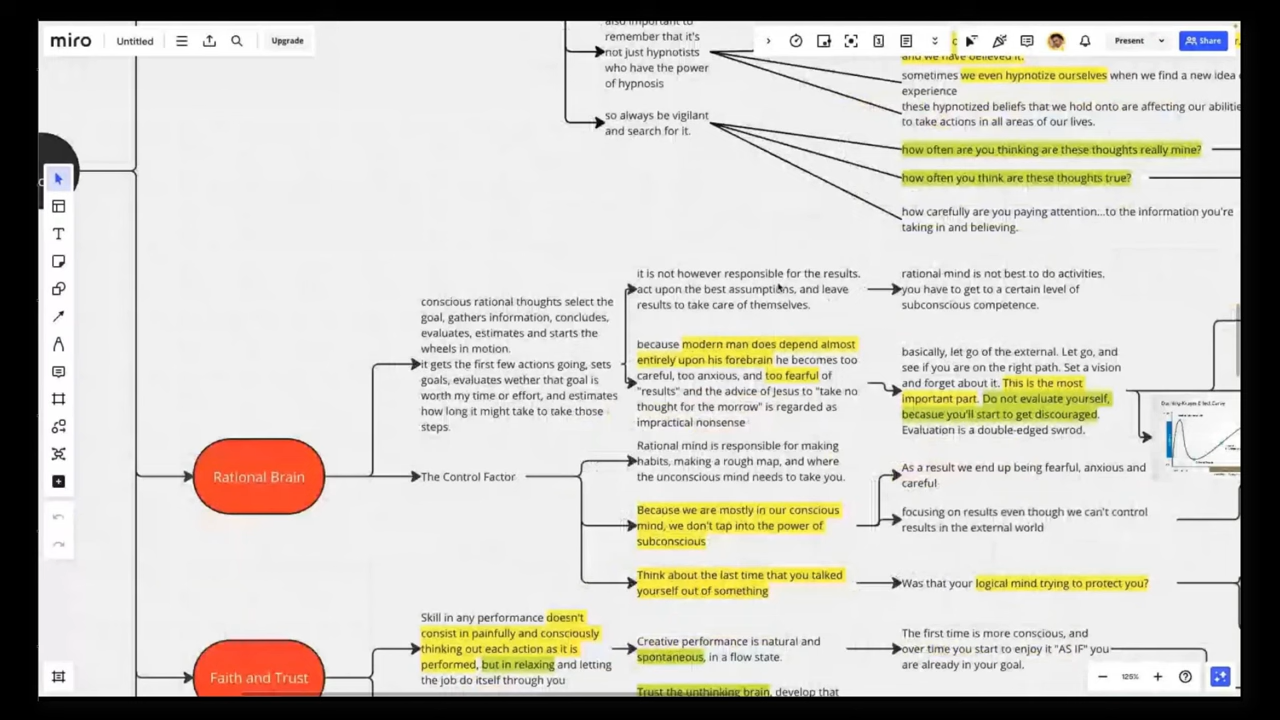 miro
Untitled
Upgrade
Present
Share
also important to
remember that it's
not just hypnotists
who have the power
of hypnosis
so always be vigilant
and search for it.
and we have believed it.
sometimes we even hypnotize ourselves when we find a new idea
experience
these hypnotized beliefs that we hold onto are affecting our abilitie
to take actions in all areas of our lives.
how often are you thinking are these thoughts really mine?
how often you think are these thoughts true?
how carefully are you paying attention...to the information you're
taking in and believing.
Rational Brain
conscious rational thoughts select the
goal, gathers information, concludes,
evaluates, estimates and starts the
wheels in motion.
it gets the first few actions going, sets
goals, evaluates wether that goal is
worth my time or effort, and estimates
how long it might take to take those
steps.
it is not however responsible for the results.
act upon the best assumptions, and leave
results to take care of themselves.
rational mind is not best to do activities.
you have to get to a certain level of
subconscious competence.
because modern man does depend almost
entirely upon his forebrain he becomes too
careful, too anxious, and too fearful of
"results" and the advice of Jesus to "take no
thought for the morrow" is regarded as
impractical nonsense
basically, let go of the external. Let go, and
see if you are on the right path. Set a vision
and forget about it. This is the most
important part. Do not evaluate yourself,
becasue you'll start to get discouraged.
Evaluation is a double-edged swrod.
The Control Factor
Rational mind is responsible for making
habits, making a rough map, and where
the unconscious mind needs to take you.
Because we are mostly in our conscious
mind, we don't tap into the power of
subconscious
As a result we end up being fearful, anxious and
careful
focusing on results even though we can't control
results in the external world
Think about the last time that you talked
yourself out of something
Was that your logical mind trying to protect you?
Faith and Trust
Skill in any performance doesn't
consist in painfully and consciously
thinking out each action as it is
performed, but in relaxing and letting
the job do itself through you
Creative performance is natural and
spontaneous, in a flow state.
The first time is more conscious, and
over time you start to enjoy it "AS IF" you
are already in your goal.
Trust the unthinking brain, develop that
125%